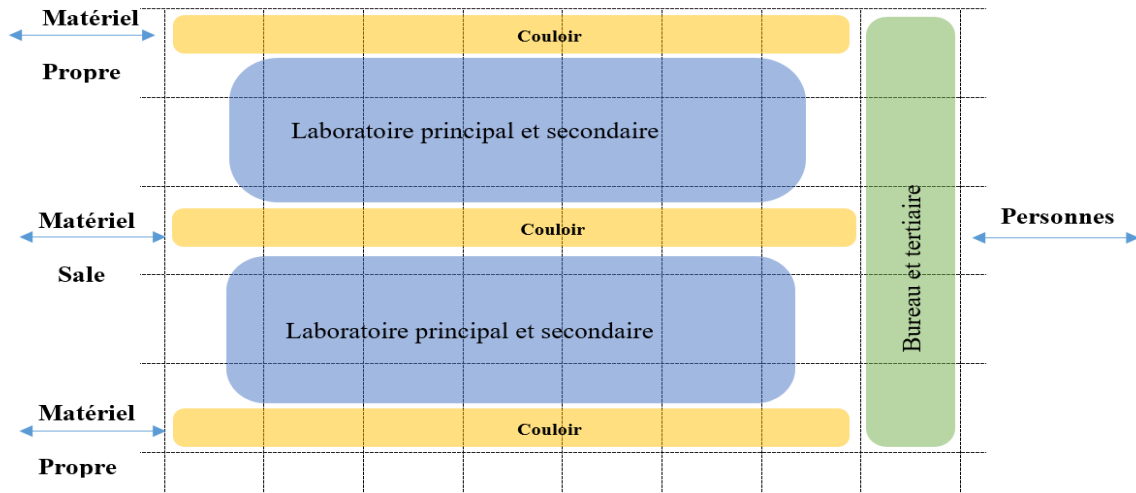 Matériel
Couloir
Propre
Laboratoire principal et secondaire
Matériel
Couloir
Sale
Bureau et tertiaire
Personnes
Laboratoire principal et secondaire
Matériel
Couloir
Propre